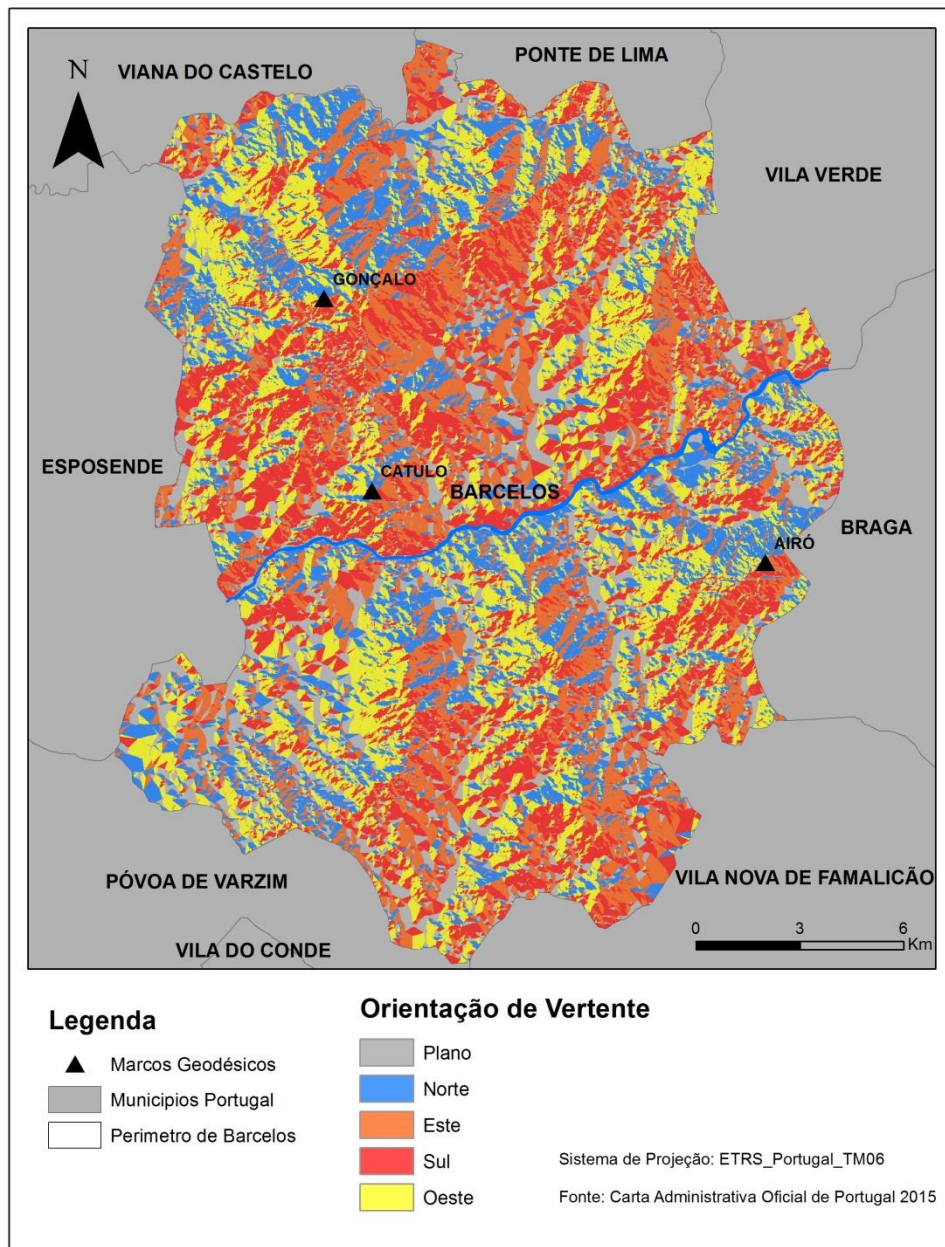 PONTE DE LIMA
VIANA DO CASTELO
N
VILA VERDE
GONÇALO
ESPOSENDE
CATULO
BARCELOS
BRAGA
AIRÓ
PÓVOA DE VARZIM
VILA NOVA DE FAMALICÃO
VILA DO CONDE
0 3 6
Km
Legenda
Marcos Geodésicos
Municipios Portugal
Perimetro de Barcelos
Orientação de Vertente
Plano
Norte
Este
Sul
Oeste
Sistema de Projeção: ETRS_Portugal_TM06
Fonte: Carta Administrativa Oficial de Portugal 2015